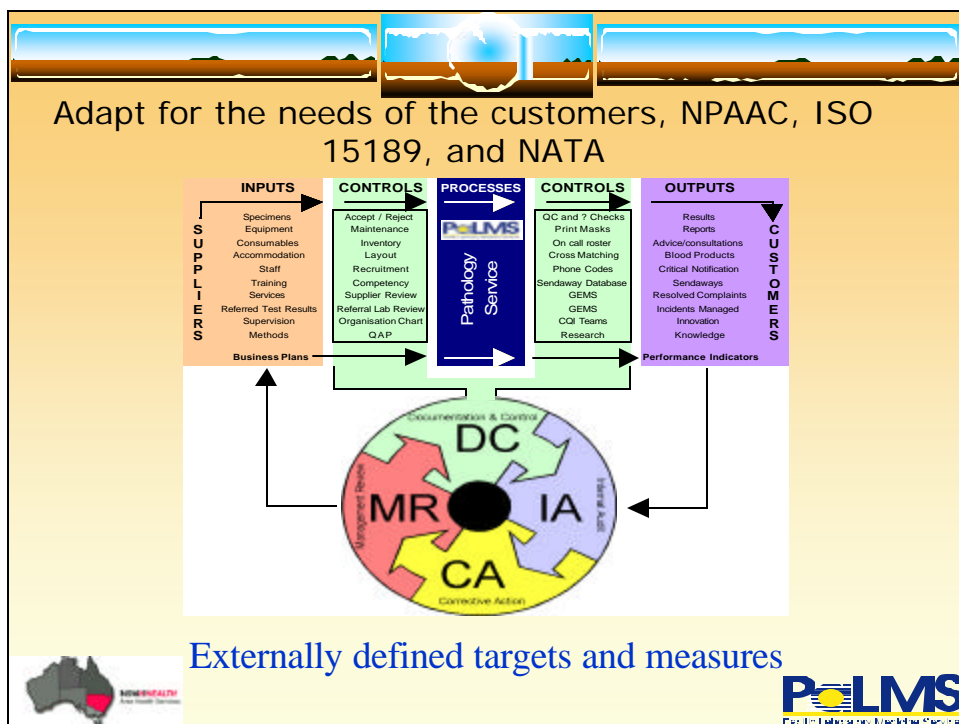 Adapt for the needs of the customers, NPAAC, ISO
15189, and NATA
INPUTS
SUPPLIERS
Specimens
Equipment
Consumables
Accommodation
Staff
Training
Services
Referred Test Results
Supervision
Methods
Business Plans
CONTROLS
Accept / Reject
Maintenance
Inventory
Layout
Recruitment
Competency
Supplier Review
Referral Lab Review
Organisation Chart
QAP
PROCESSES
PaLMS
Pathology
Service
CONTROLS
QC and ? Checks
Print Masks
On call roster
Cross Matching
Phone Codes
Sendaway Database
GEMS
GEMS
CQI Teams
Research
OUTPUTS
Results
Reports
Advice/consultations
Blood Products
Critical Notification
Sendaways
Resolved Complaints
Incidents Managed
Innovation
Knowledge
Performance Indicators
CUSTOMERS
Documentation & Control
DC
Management Review
MR
IA
Internal Audit
CA
Corrective Action
Externally defined targets and measures
Area Health Services
PaLMS